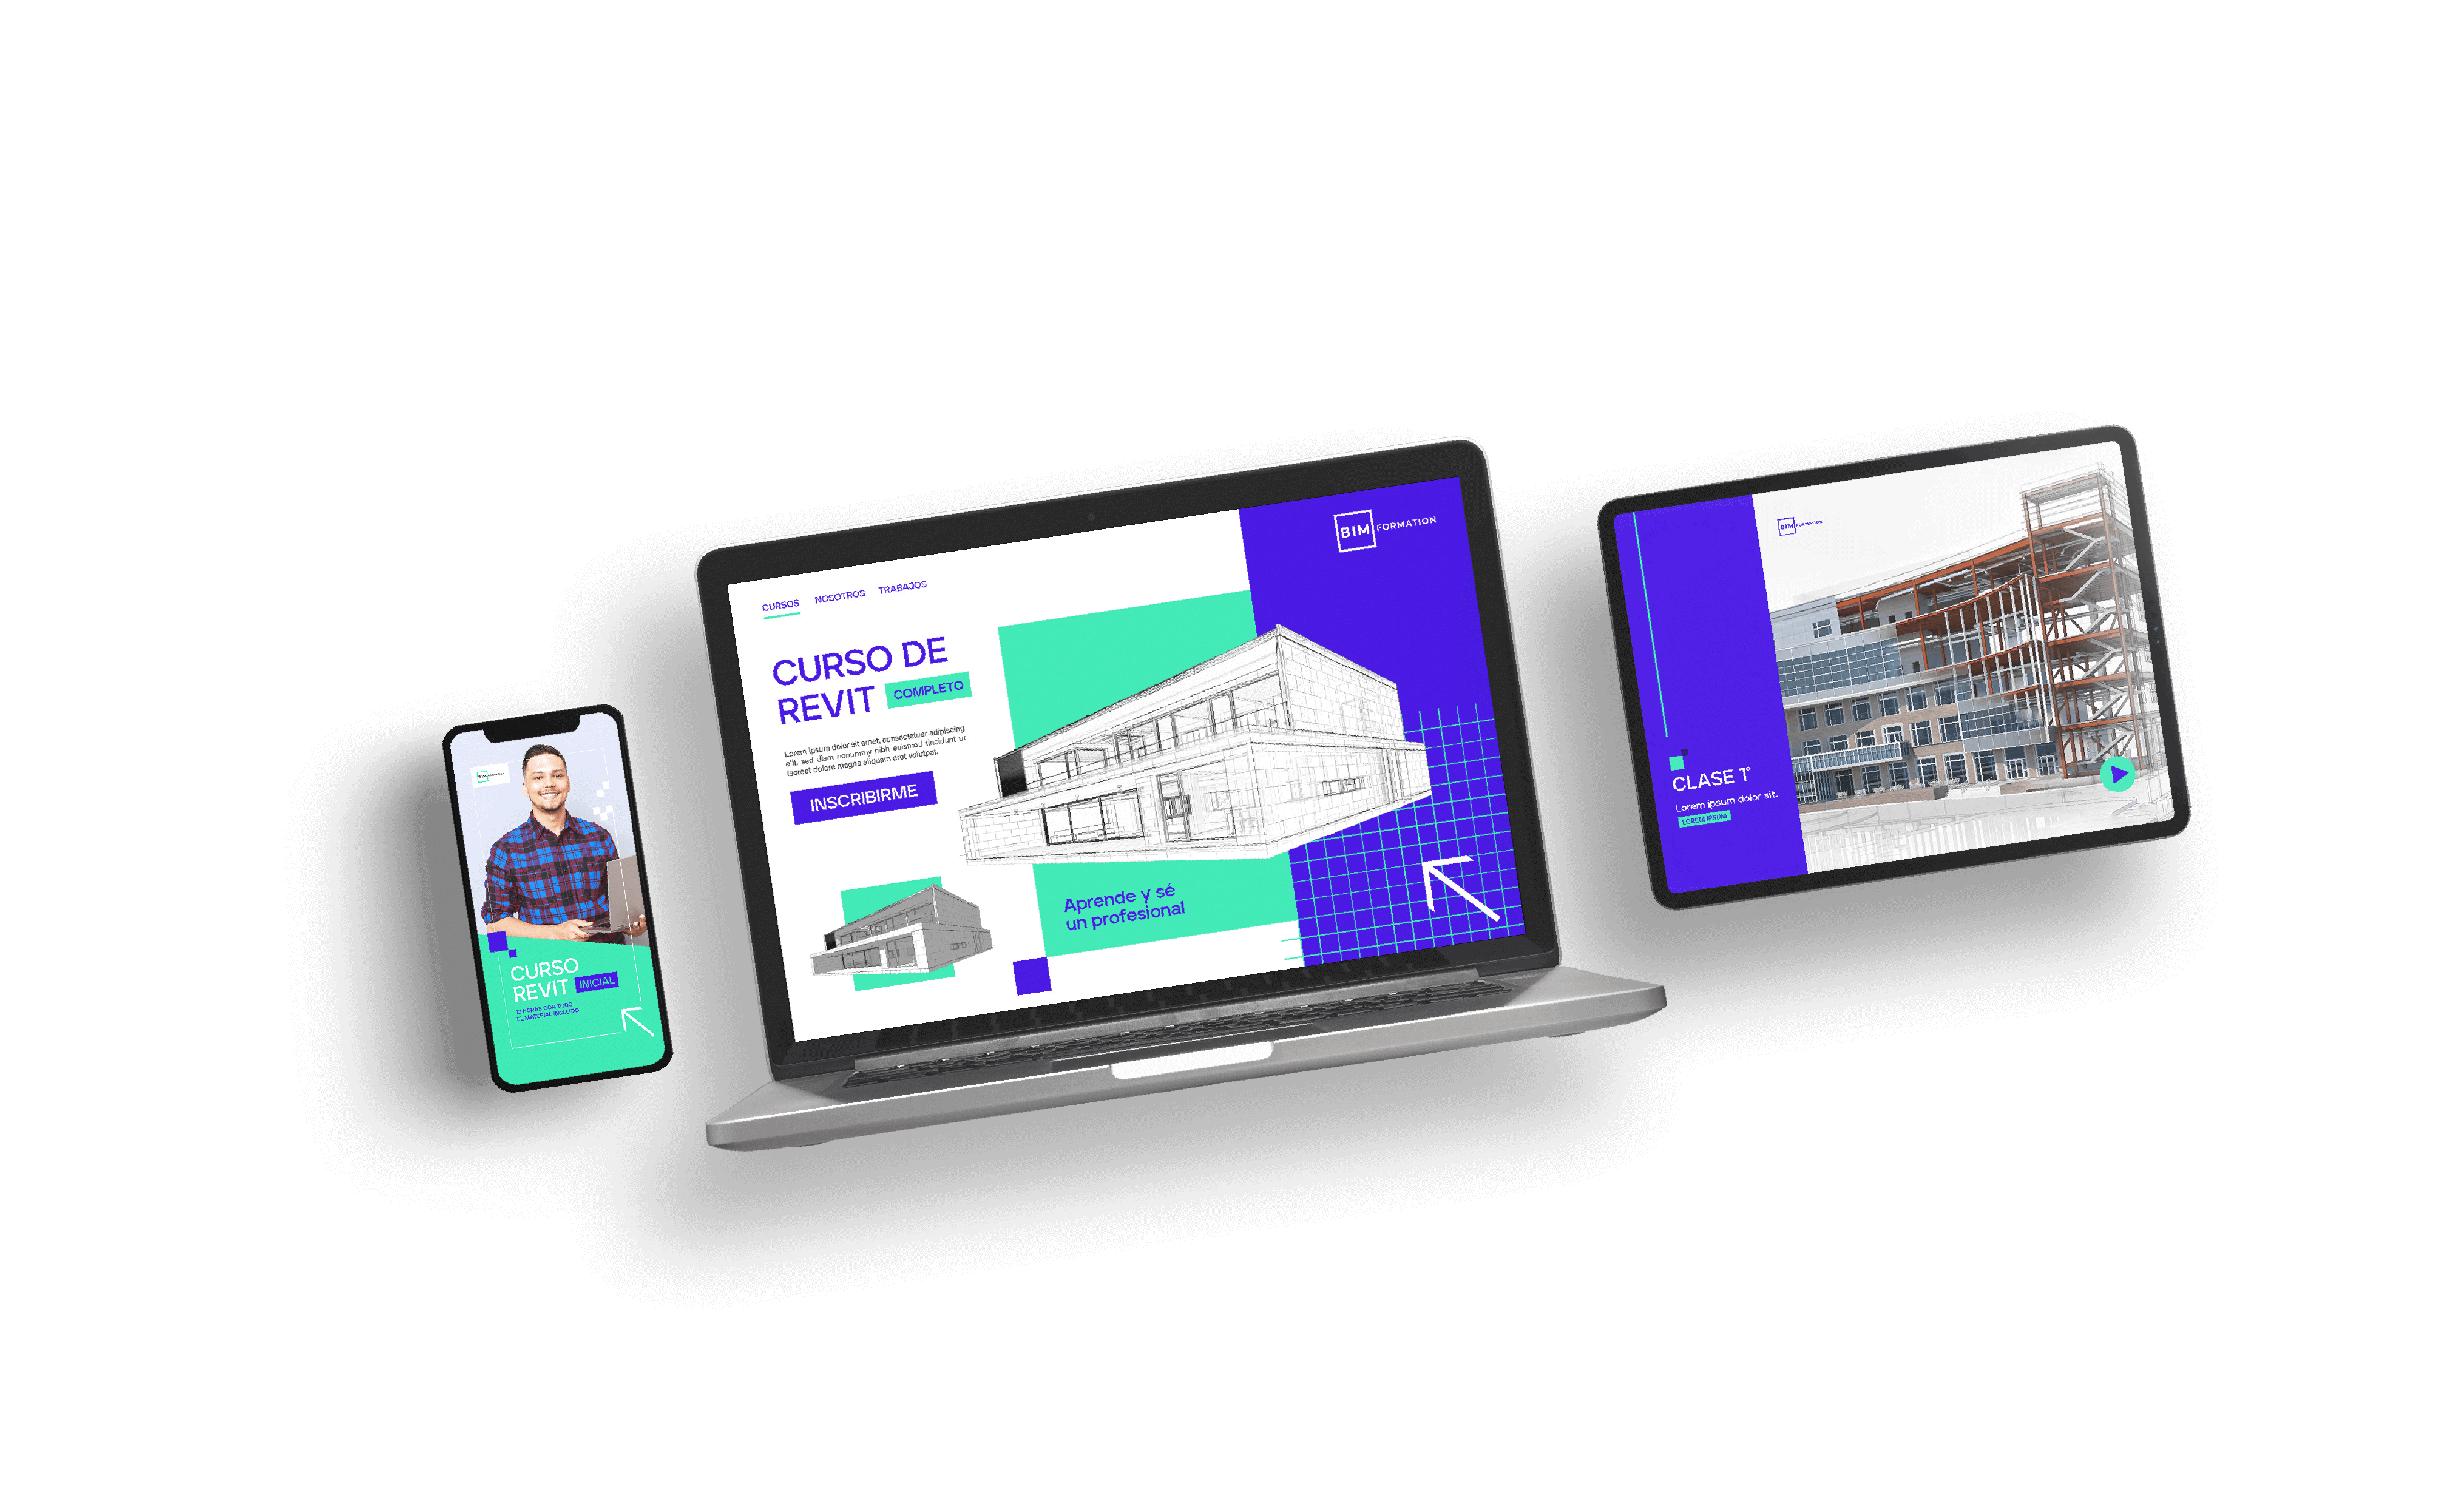 BIM FORMATION
CURSO
REVIT INICIAL
12 HORAS CON TODO
EL MATERIAL INCLUIDO
CURSOS NOSOTROS TRABAJOS
BIM FORMATION
CURSO DE
REVIT COMPLETO
Lorem ipsum dolor sit amet, consectetuer adipiscing
elit, sed diam nonummy nibh euismod tincidunt ut
laoreet dolore magna aliquam erat volutpat.
INSCRIBIRME
Aprende y sé
un profesional
BIM FORMACION
CLASE 1°
Lorem ipsum dolor sit.
LOREM IPSUM